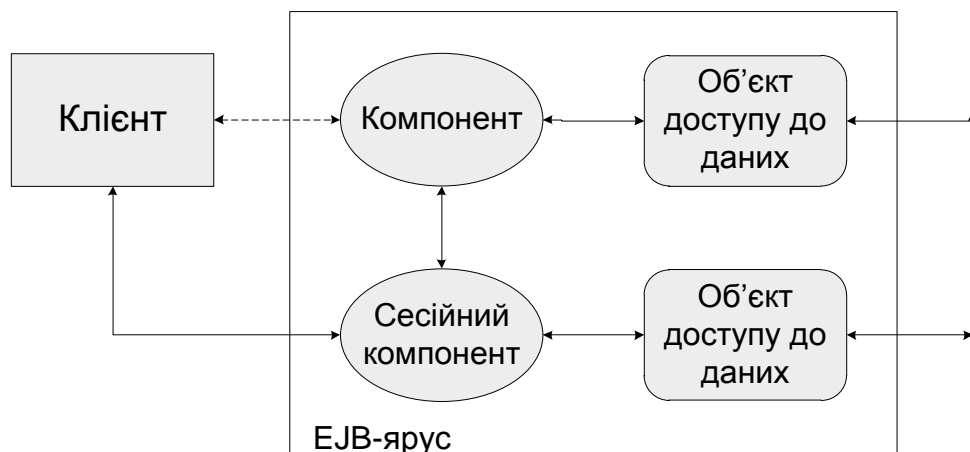 Клієнт
Компонент
Об’єкт
доступу до
даних
Сесійний
компонент
Об’єкт
доступу до
даних
EJB-ярус